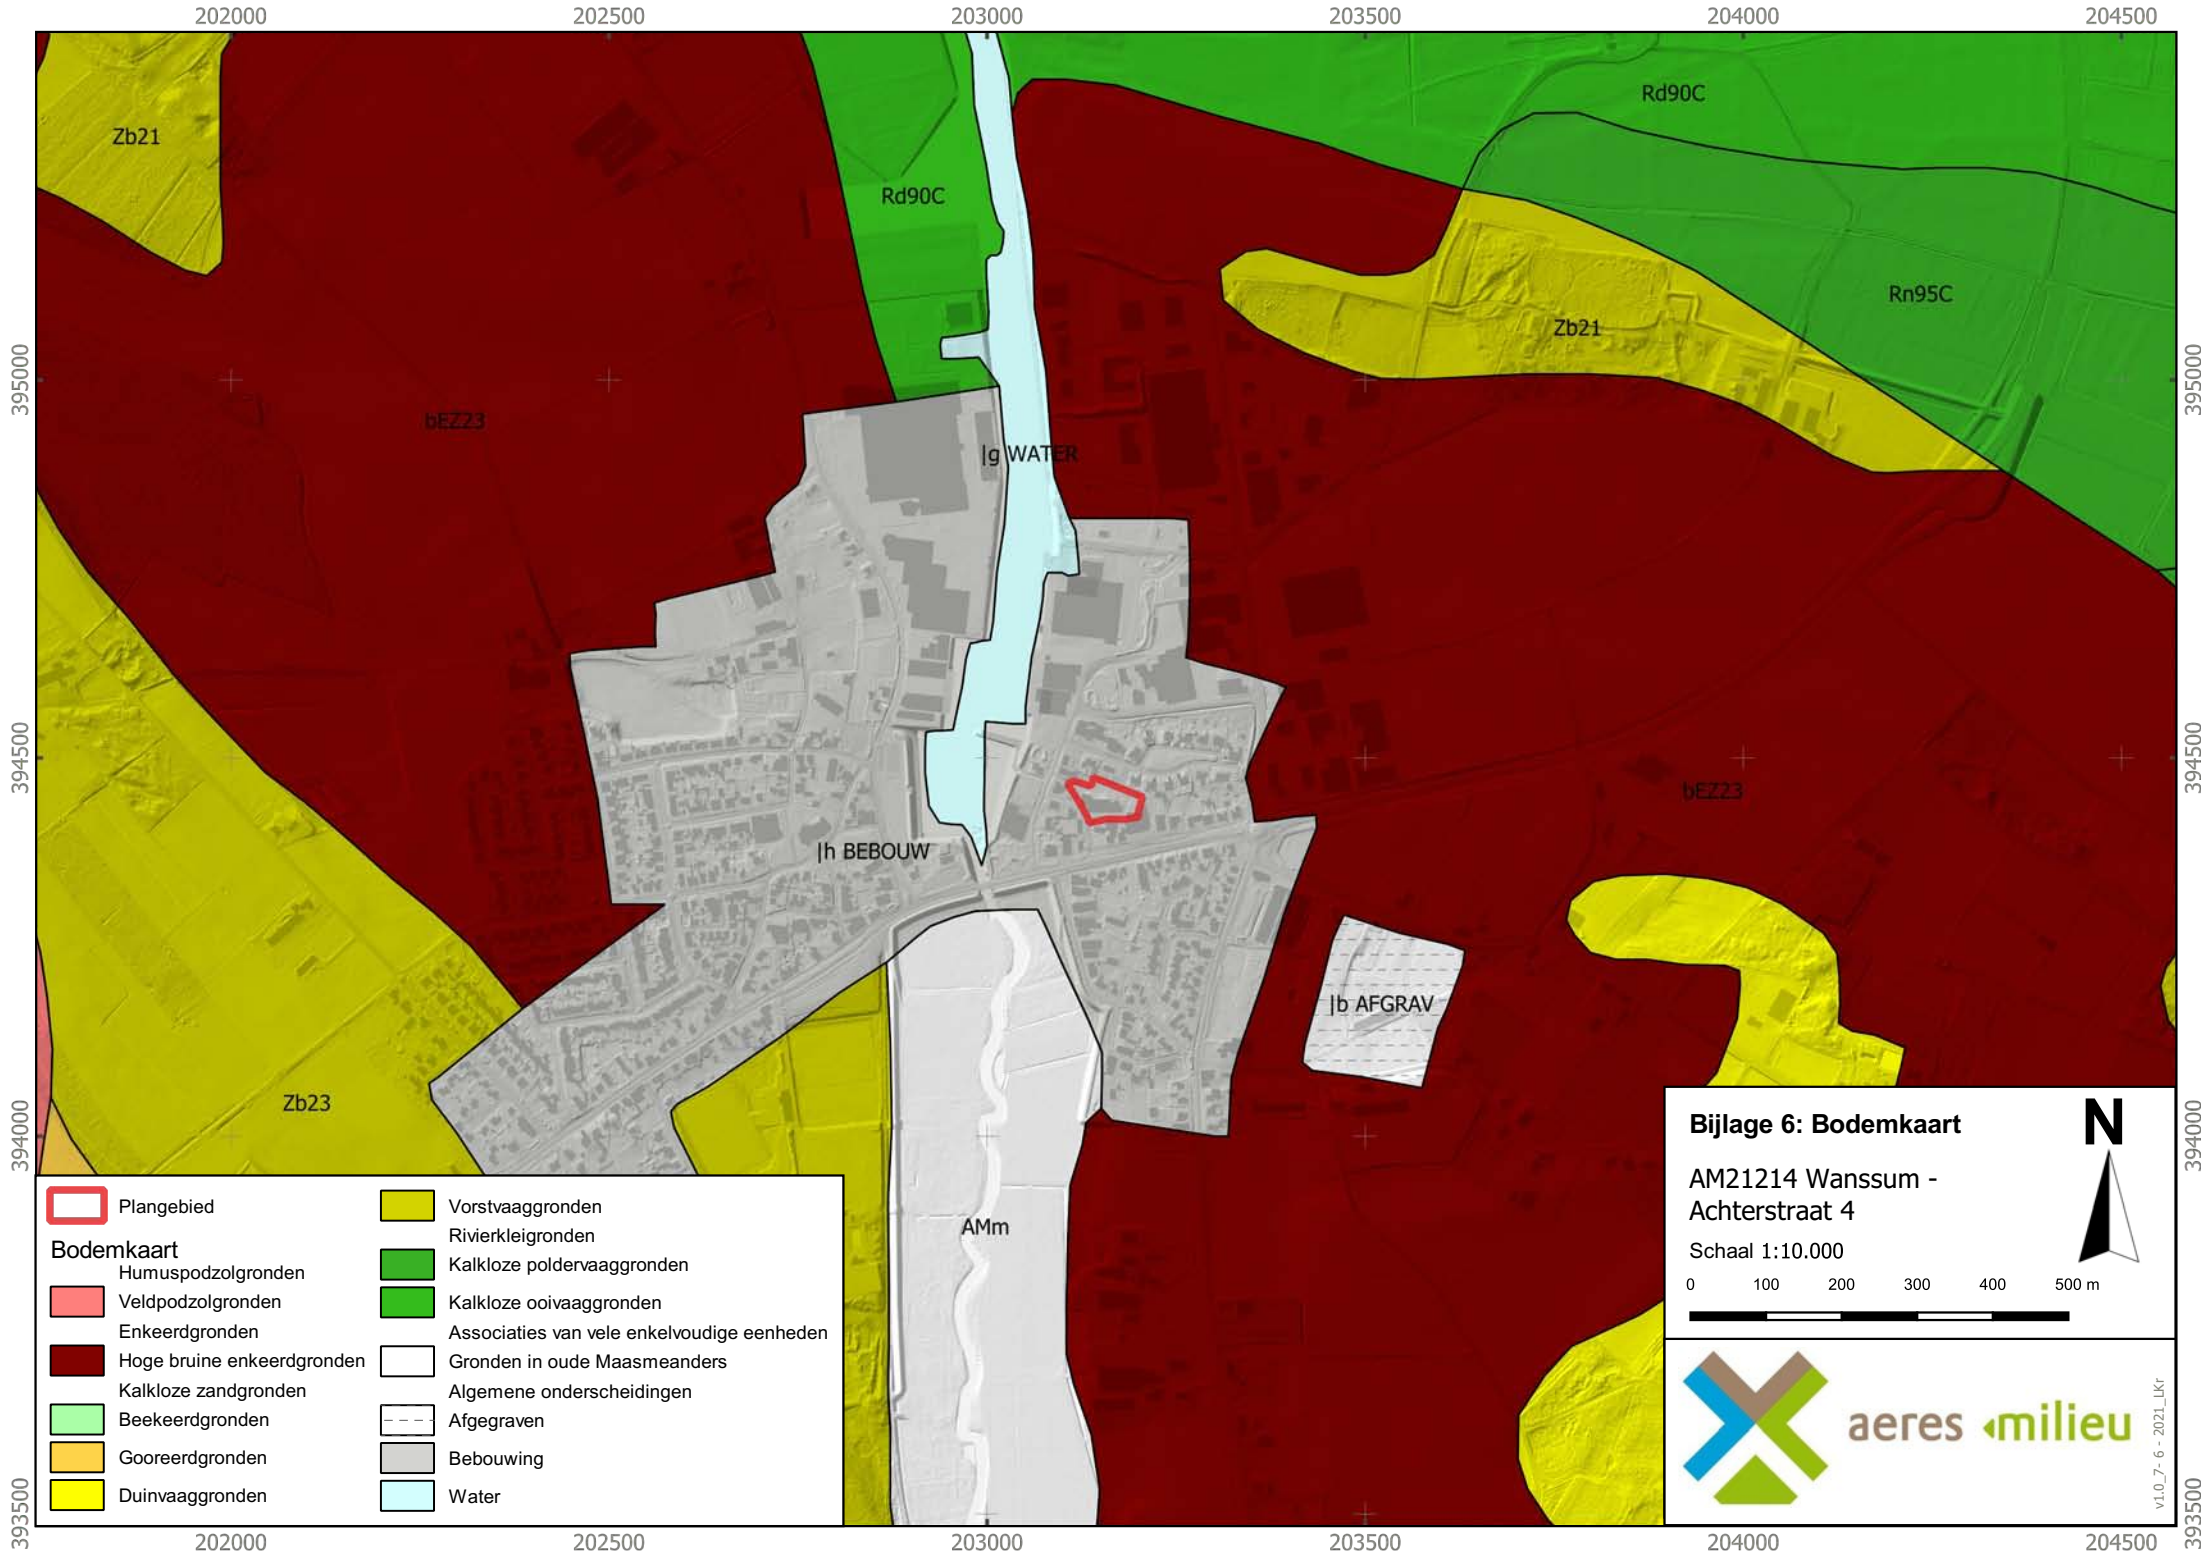 202000 202500 203000 203500 204000 204500
Rd90C
Zb21
Rd90C
Rn95C
Zb21
395000 395000
bEZ23
|g WATER
394500 394500
bEZ23
|h BEBOUW
|b AFGRAV
Zb23
394000 394000
AMm
Plangebied
Bodemkaart
Humuspodzolgronden
Veldpodzolgronden
Enkeerdgronden
Hoge bruine enkeerdgronden
Kalkloze zandgronden
Beekeerdgronden
Gooreerdgronden
Duinvaaggronden
Vorstvaaggronden
Rivierkleigronden
Kalkloze poldervaaggronden
Kalkloze ooivaaggronden
Associaties van vele enkelvoudige eenheden
Gronden in oude Maasmeanders
Algemene onderscheidingen
Afgegraven
Bebouwing
Water
Bijlage 6: Bodemkaart
N
AM21214 Wanssum -
Achterstraat 4
Schaal 1:10.000
0 100 200 300 400 500 m
aeres milieu
v1.0_7- 6 - 2021_LKr
393500 393500
202000 202500 203000 203500 204000 204500